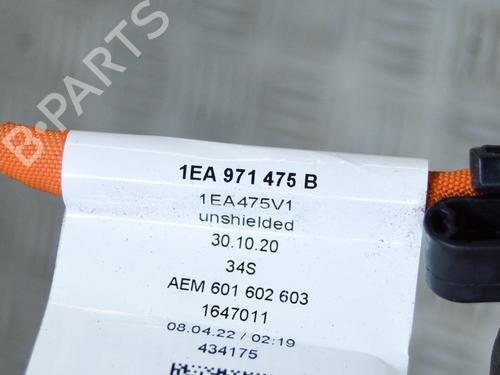 B-PARTS
1EA 971 475 B
1EA475V1
unshielded
30.10.20
34S
AEM 601 602 603
1647011
08.04.22 / 02:19
434175